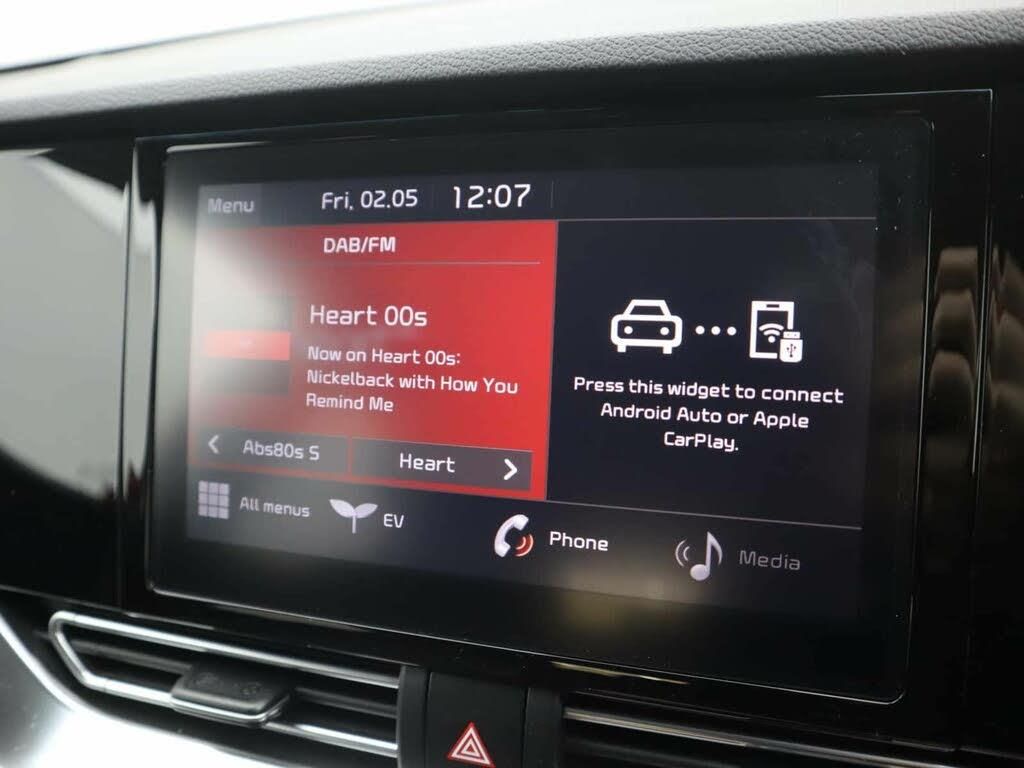 Menu
Fri, 02.05
12:07
DAB/FM
Heart 00s
Now on Heart 00s:
Nickelback with How You
Remind Me
Abs80s S
Heart
Press this widget to connect
Android Auto or Apple
CarPlay.
All menus
EV
Phone
Media